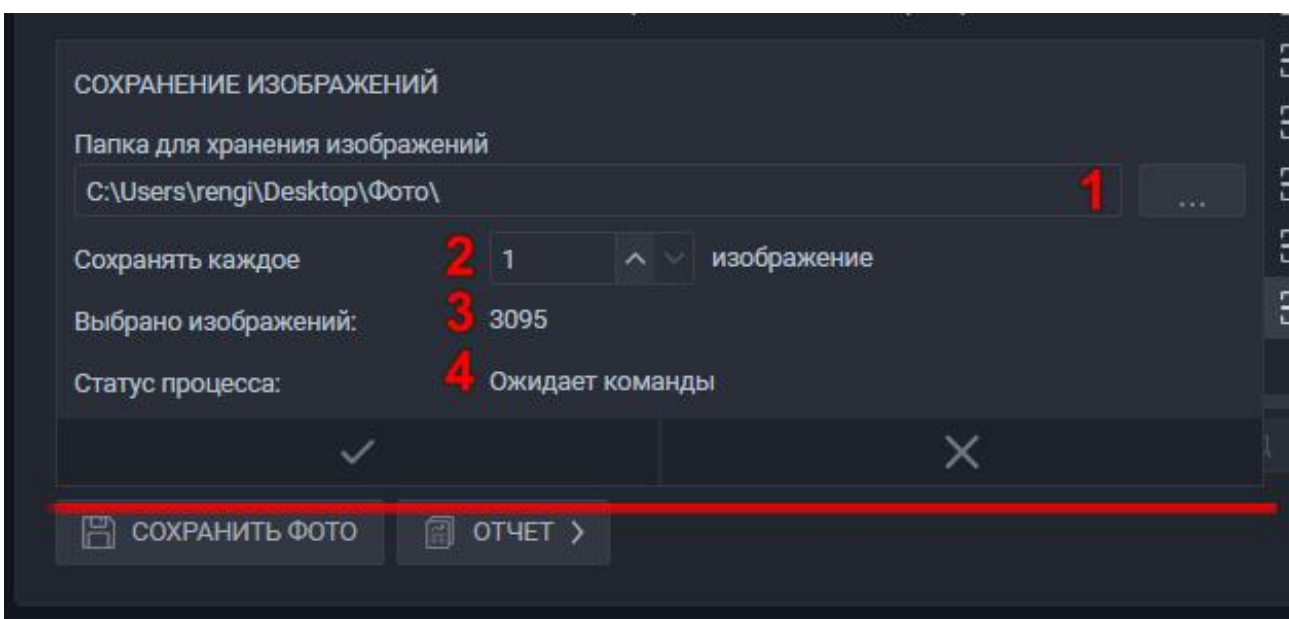 СОХРАНЕНИЕ ИЗОБРАЖЕНИЙ
Папка для хранения изображений
C:\Users\rengi\Desktop\Фото\ 1 ...
Сохранять каждое 2 1 изображение
Выбрано изображений: 3 3095
Статус процесса: 4 Ожидает команды
СОХРАНИТЬ ФОТО ОТЧЕТ